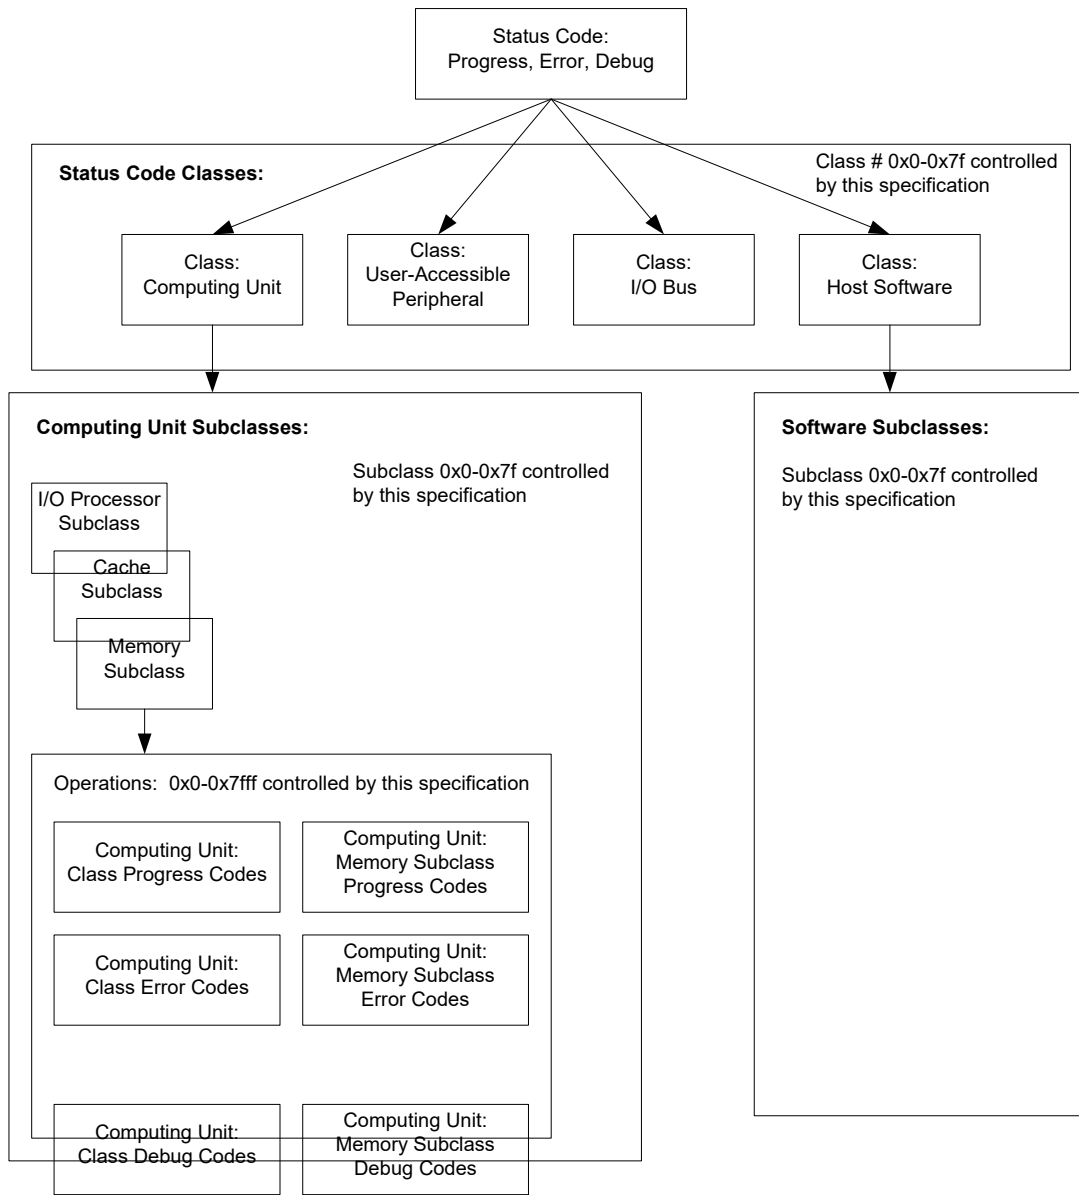 Status Code:
Progress, Error, Debug
Status Code Classes:
Class # 0x0-0x7f controlled
by this specification
Class:
Computing Unit
Class:
User-Accessible
Peripheral
Class:
I/O Bus
Class:
Host Software
Computing Unit Subclasses:
Subclass 0x0-0x7f controlled
by this specification
I/O Processor
Subclass
Cache
Subclass
Memory
Subclass
Operations:  0x0-0x7fff controlled by this specification
Computing Unit:
Class Progress Codes
Computing Unit:
Memory Subclass
Progress Codes
Computing Unit:
Class Error Codes
Computing Unit:
Memory Subclass
Error Codes
Computing Unit:
Class Debug Codes
Computing Unit:
Memory Subclass
Debug Codes
Software Subclasses:
Subclass 0x0-0x7f controlled
by this specification